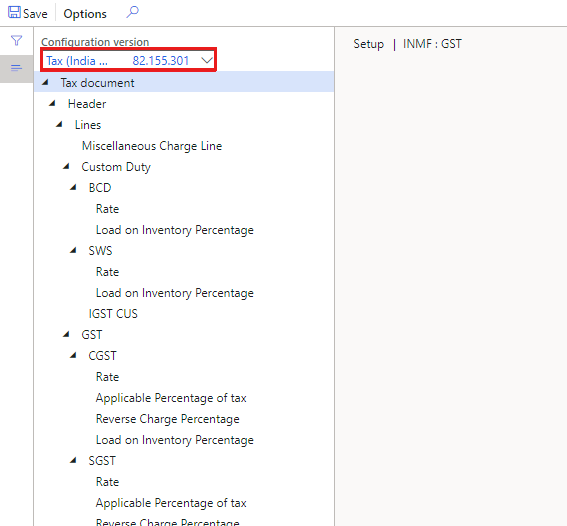 Save Options
Configuration version
Tax (India ... 82.155.301
Setup | INMF : GST
Tax document
Header
Lines
Miscellaneous Charge Line
Custom Duty
BCD
Rate
Load on Inventory Percentage
SWS
Rate
Load on Inventory Percentage
IGST CUS
GST
CGST
Rate
Applicable Percentage of tax
Reverse Charge Percentage
Load on Inventory Percentage
SGST
Rate
Applicable Percentage of tax
Reverse Charge Percentage